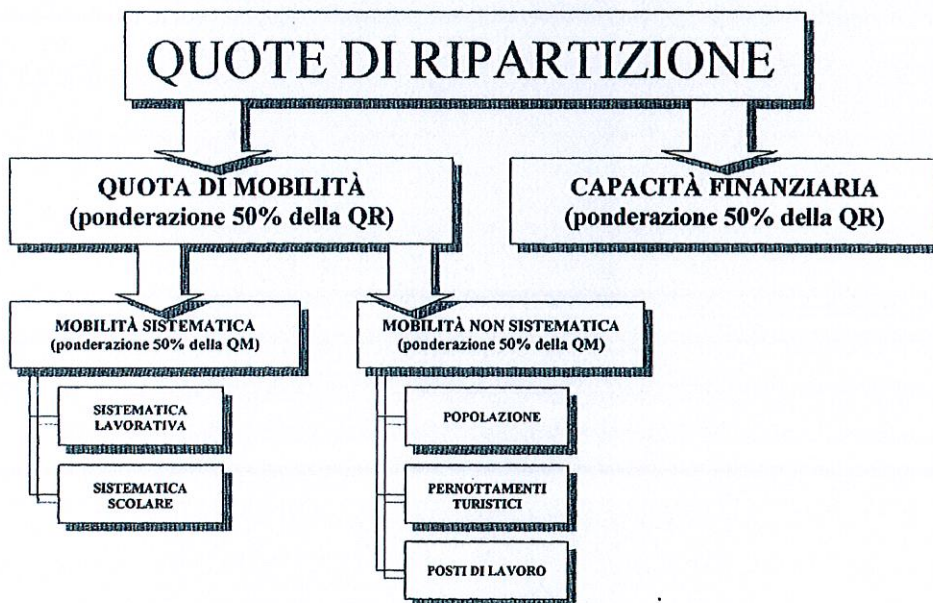 QUOTE DI RIPARTIZIONE
QUOTA DI MOBILITÀ
(ponderazione 50% della QR)
CAPACITÀ FINANZIARIA
(ponderazione 50% della QR)
MOBILITÀ SISTEMATICA
(ponderazione 50% della QM)
MOBILITÀ NON SISTEMATICA
(ponderazione 50% della QM)
SISTEMATICA
LAVORATIVA
SISTEMATICA
SCOLARE
POPOLAZIONE
PERNOTTAMENTI
TURISTICI
POSTI DI LAVORO